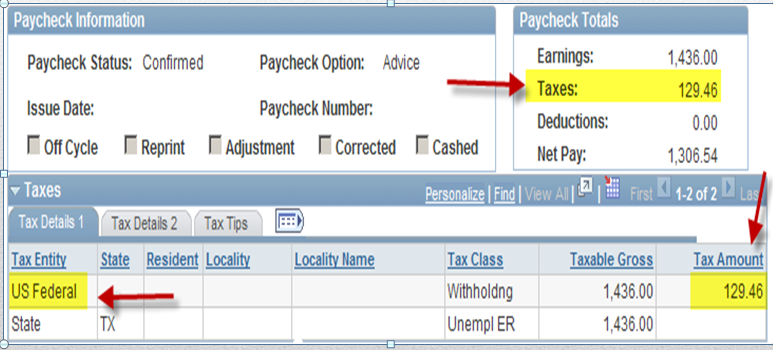 Paycheck Information
Paycheck Status: Confirmed Paycheck Option: Advice
Issue Date: Paycheck Number:
Off Cycle Reprint Adjustment Corrected Cashed
Paycheck Totals
Earnings: 1,436.00
Taxes: 129.46
Deductions: 0.00
Net Pay: 1,306.54
Taxes Personalize | Find | View All | First 1-2 of 2 Las
Tax Details 1 Tax Details 2 Tax Tips
Tax Entity State Resident Locality Locality Name Tax Class Taxable Gross Tax Amount
US Federal Withholdng 1,436.00 129.46
State TX Unempl ER 1,436.00